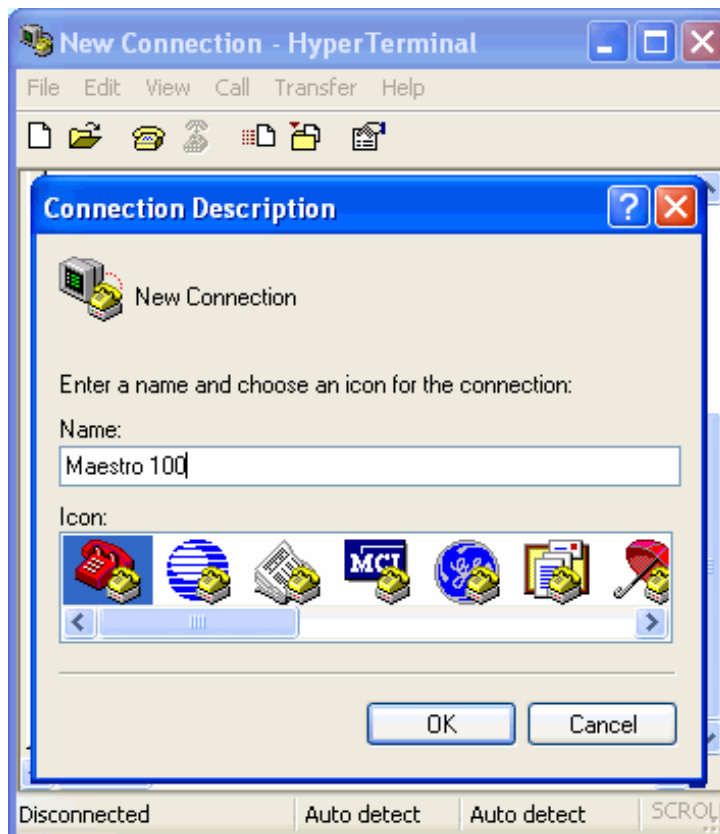 New Connection - HyperTerminal
File Edit View Call Transfer Help
Connection Description
New Connection
Enter a name and choose an icon for the connection:
Name:
Maestro 100
Icon:
MCI
OK Cancel
Disconnected Auto detect Auto detect SCROL